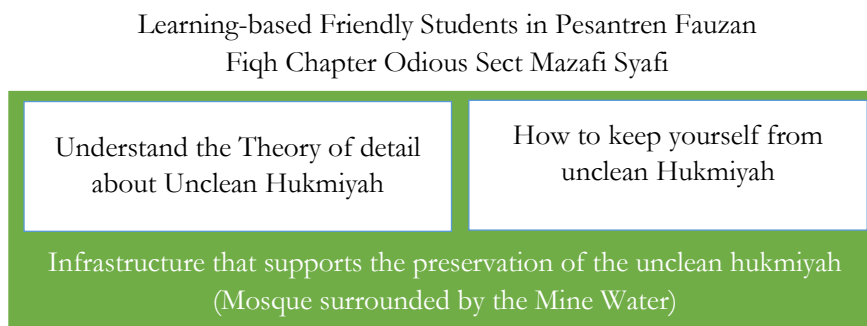 Learning-based Friendly Students in Pesantren Fauzan
Fiqh Chapter Odious Sect Mazafi Syafi
Understand the Theory of detail
about Unclean Hukmiyah
How to keep yourself from
unclean Hukmiyah
Infrastructure that supports the preservation of the unclean hukmiyah
(Mosque surrounded by the Mine Water)